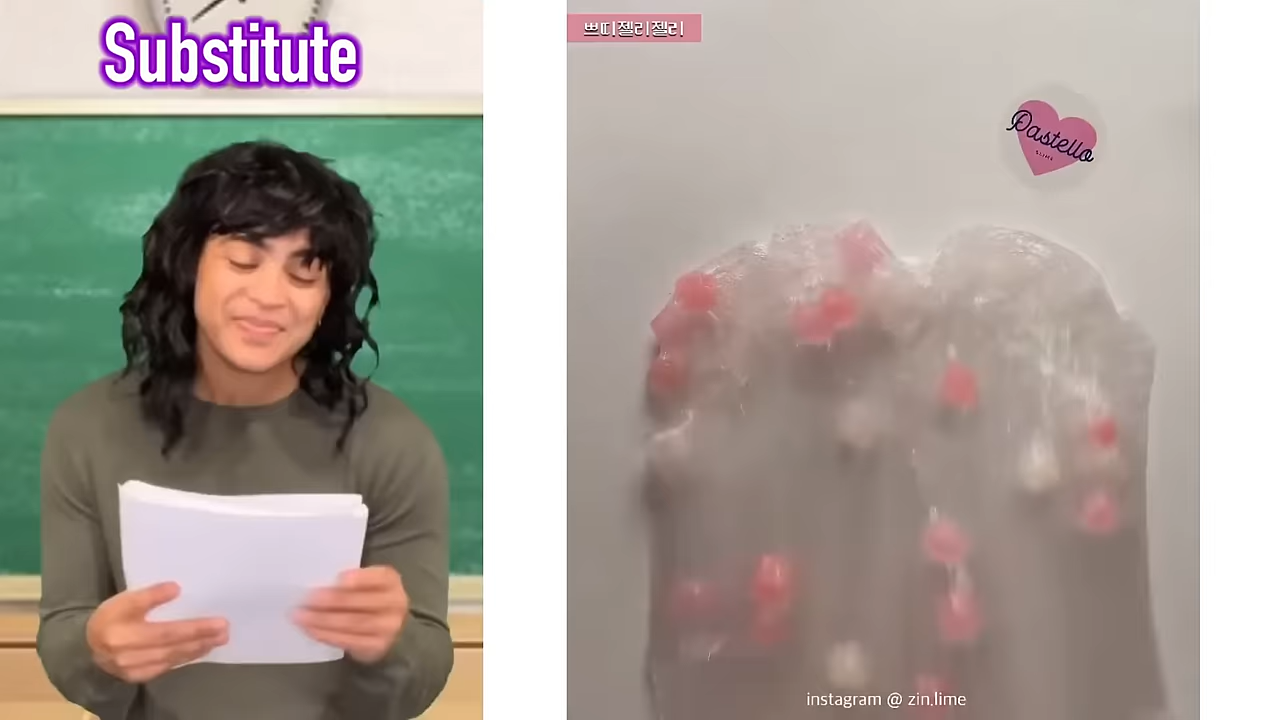 Substitute
쁘띠젤리젤리
Pastello
instagram @ zin.lime